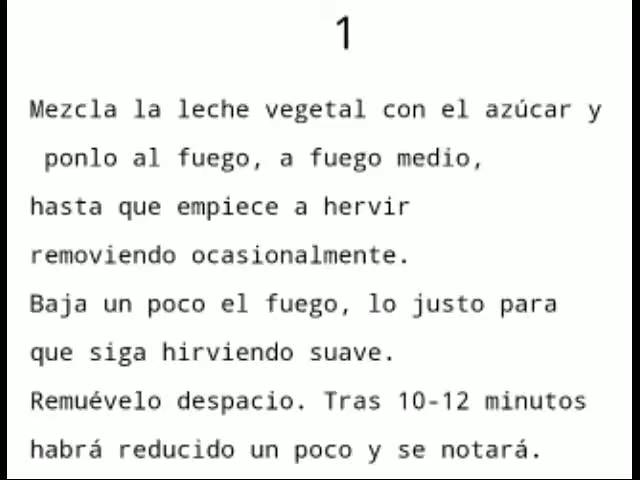 1
Mezcla la leche vegetal con el azúcar y
ponlo al fuego, a fuego medio,
hasta que empiece a hervir
removiendo ocasionalmente.
Baja un poco el fuego, lo justo para
que siga hirviendo suave.
Remuévelo despacio. Tras 10-12 minutos
habrá reducido un poco y se notará.